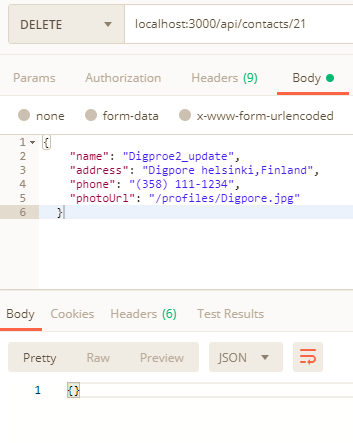 DELETE localhost:3000/api/contacts/21
Params Authorization Headers (9) Body
none form-data x-www-form-urlencoded
1 {
2 "name": "Digproe2_update",
3 "address": "Digpore helsinki,Finland",
4 "phone": "(358) 111-1234",
5 "photoUrl": "/profiles/Digpore.jpg"
6 }
Body Cookies Headers (6) Test Results
Pretty Raw Preview JSON
1 {}